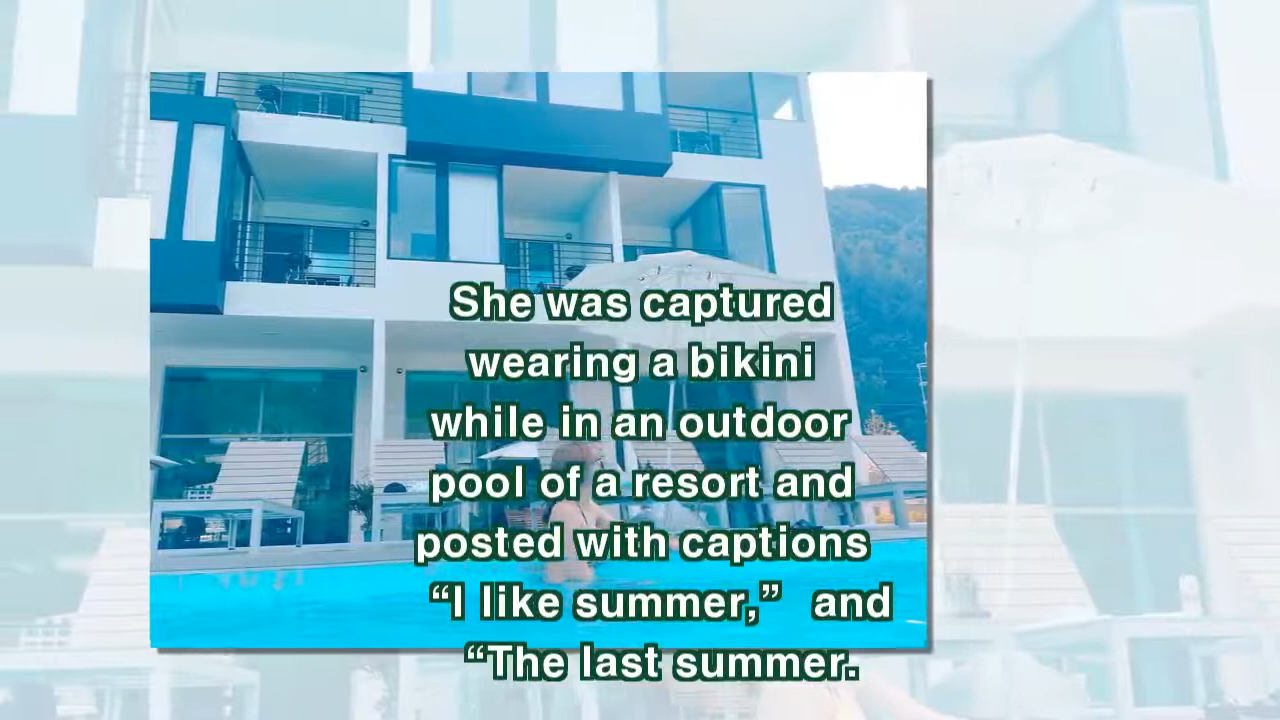 She was captured
wearing a bikini
while in an outdoor
pool of a resort and
posted with captions
“I like summer,” and
“The last summer.